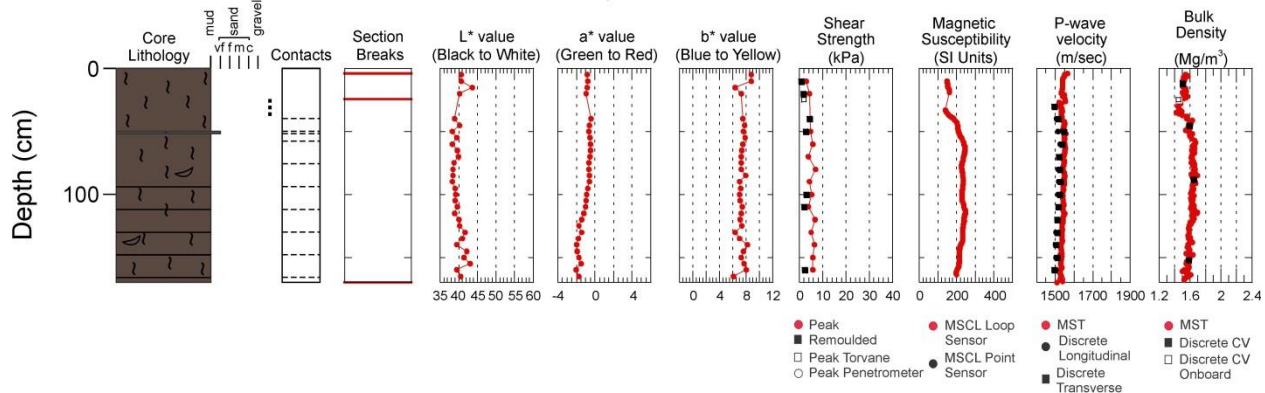 mud
sand
gravel
vf f m c
Core
Lithology
Contacts
Section
Breaks
L* value
(Black to White)
a* value
(Green to Red)
b* value
(Blue to Yellow)
Shear
Strength
(kPa)
Magnetic
Susceptibility
(SI Units)
P-wave
velocity
(m/sec)
Bulk
Density
(Mg/m³)
Depth (cm)
0
100
35 40 45 50 55 60
-4 0 4
0 4 8 12
0 10 20 30 40
0 200 400
1500 1700 1900
1.2 1.6 2 2.4
Peak
Remoulded
Peak Torvane
Peak Penetrometer
MSCL Loop
Sensor
MSCL Point
Sensor
MST
Discrete
Longitudinal
Discrete
Transverse
MST
Discrete CV
Discrete CV
Onboard